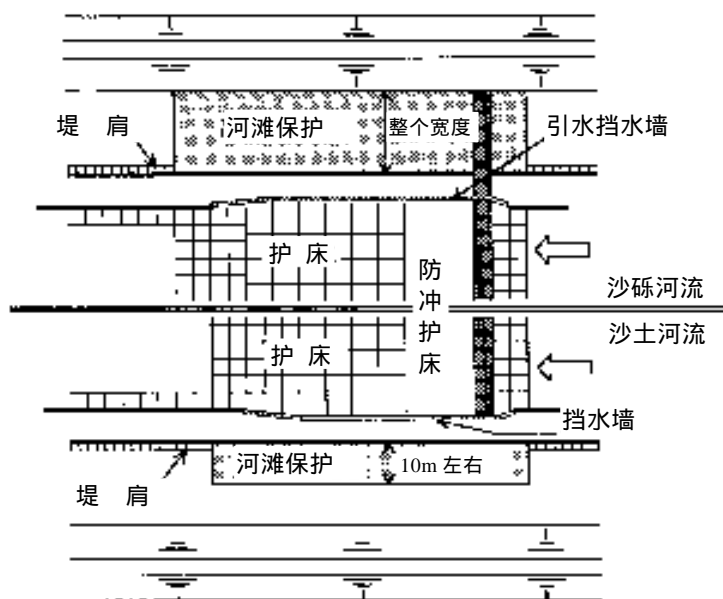 堤 肩
河滩保护
整个宽度
引水挡水墙
护 床
防冲护床
沙砾河流
沙土河流
护 床
挡水墙
河滩保护
10m 左右
堤 肩